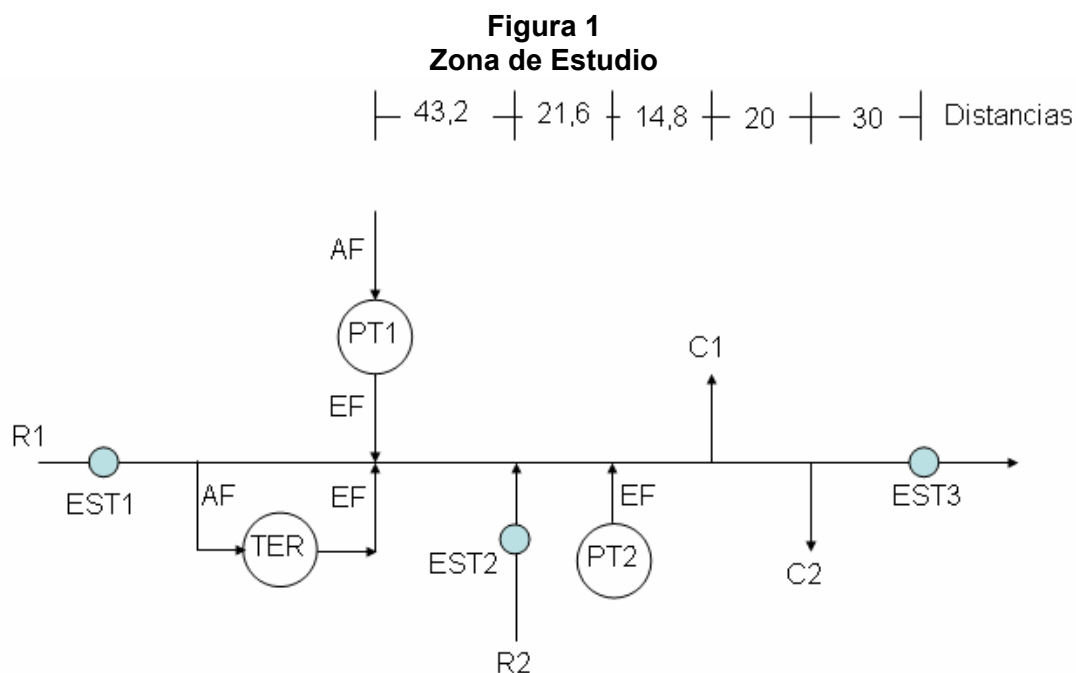 Figura 1
Zona de Estudio
43,2 21,6 14,8 20 30 Distancias
AF
PT1
C1
EF
R1
EST1
AF
EF
TER
EST2
EF
PT2
EST3
C2
R2